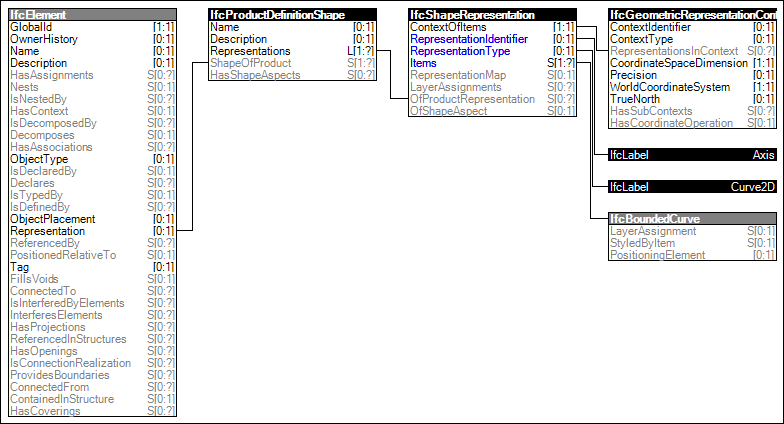 IfcElement
GlobalId [1:1]
OwnerHistory [0:1]
Name [0:1]
Description [0:1]
HasAssignments S[0:?]
Nests S[0:1]
IsNestedBy S[0:?]
HasContext S[0:1]
IsDecomposedBy S[0:?]
Decomposes S[0:1]
HasAssociations S[0:?]
ObjectType [0:1]
IsDeclaredBy S[0:1]
Declares S[0:?]
IsTypedBy S[0:1]
IsDefinedBy S[0:?]
ObjectPlacement [0:1]
Representation [0:1]
ReferencedBy S[0:?]
PositionedRelativeTo S[0:1]
Tag [0:1]
FillsVoids S[0:1]
ConnectedTo S[0:?]
IsInterferedByElements S[0:?]
InterferesElements S[0:?]
HasProjections S[0:?]
ReferencedInStructures S[0:?]
HasOpenings S[0:?]
IsConnectionRealization S[0:?]
ProvidesBoundaries S[0:?]
ConnectedFrom S[0:?]
ContainedInStructure S[0:1]
HasCoverings S[0:?]
IfcProductDefinitionShape
Name [0:1]
Description [0:1]
Representations L[1:?]
ShapeOfProduct S[1:?]
HasShapeAspects S[0:?]
IfcShapeRepresentation
ContextOfItems [1:1]
RepresentationIdentifier [0:1]
RepresentationType [0:1]
Items S[1:?]
RepresentationMap S[0:1]
LayerAssignments S[0:?]
OfProductRepresentation S[0:?]
OfShapeAspect S[0:1]
IfcGeometricRepresentationCon
ContextIdentifier [0:1]
ContextType [0:1]
RepresentationsInContext S[0:?]
CoordinateSpaceDimension [1:1]
Precision [0:1]
WorldCoordinateSystem [1:1]
TrueNorth [0:1]
HasSubContexts S[0:?]
HasCoordinateOperation S[0:1]
IfcLabel Axis
IfcLabel Curve2D
IfcBoundedCurve
LayerAssignment S[0:?]
StyledByItem S[0:1]
PositioningElement [0:1]